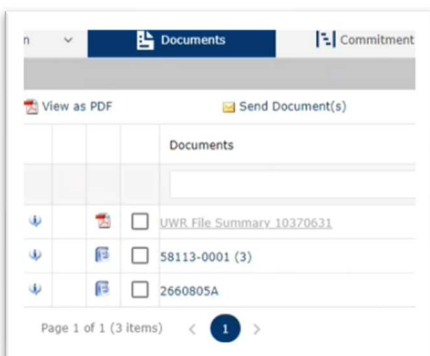 Documents
Commitment
View as PDF
Send Document(s)
Documents
UWR File Summary 10370631
58113-0001 (3)
2660805A
Page 1 of 1 (3 items) < 1 >